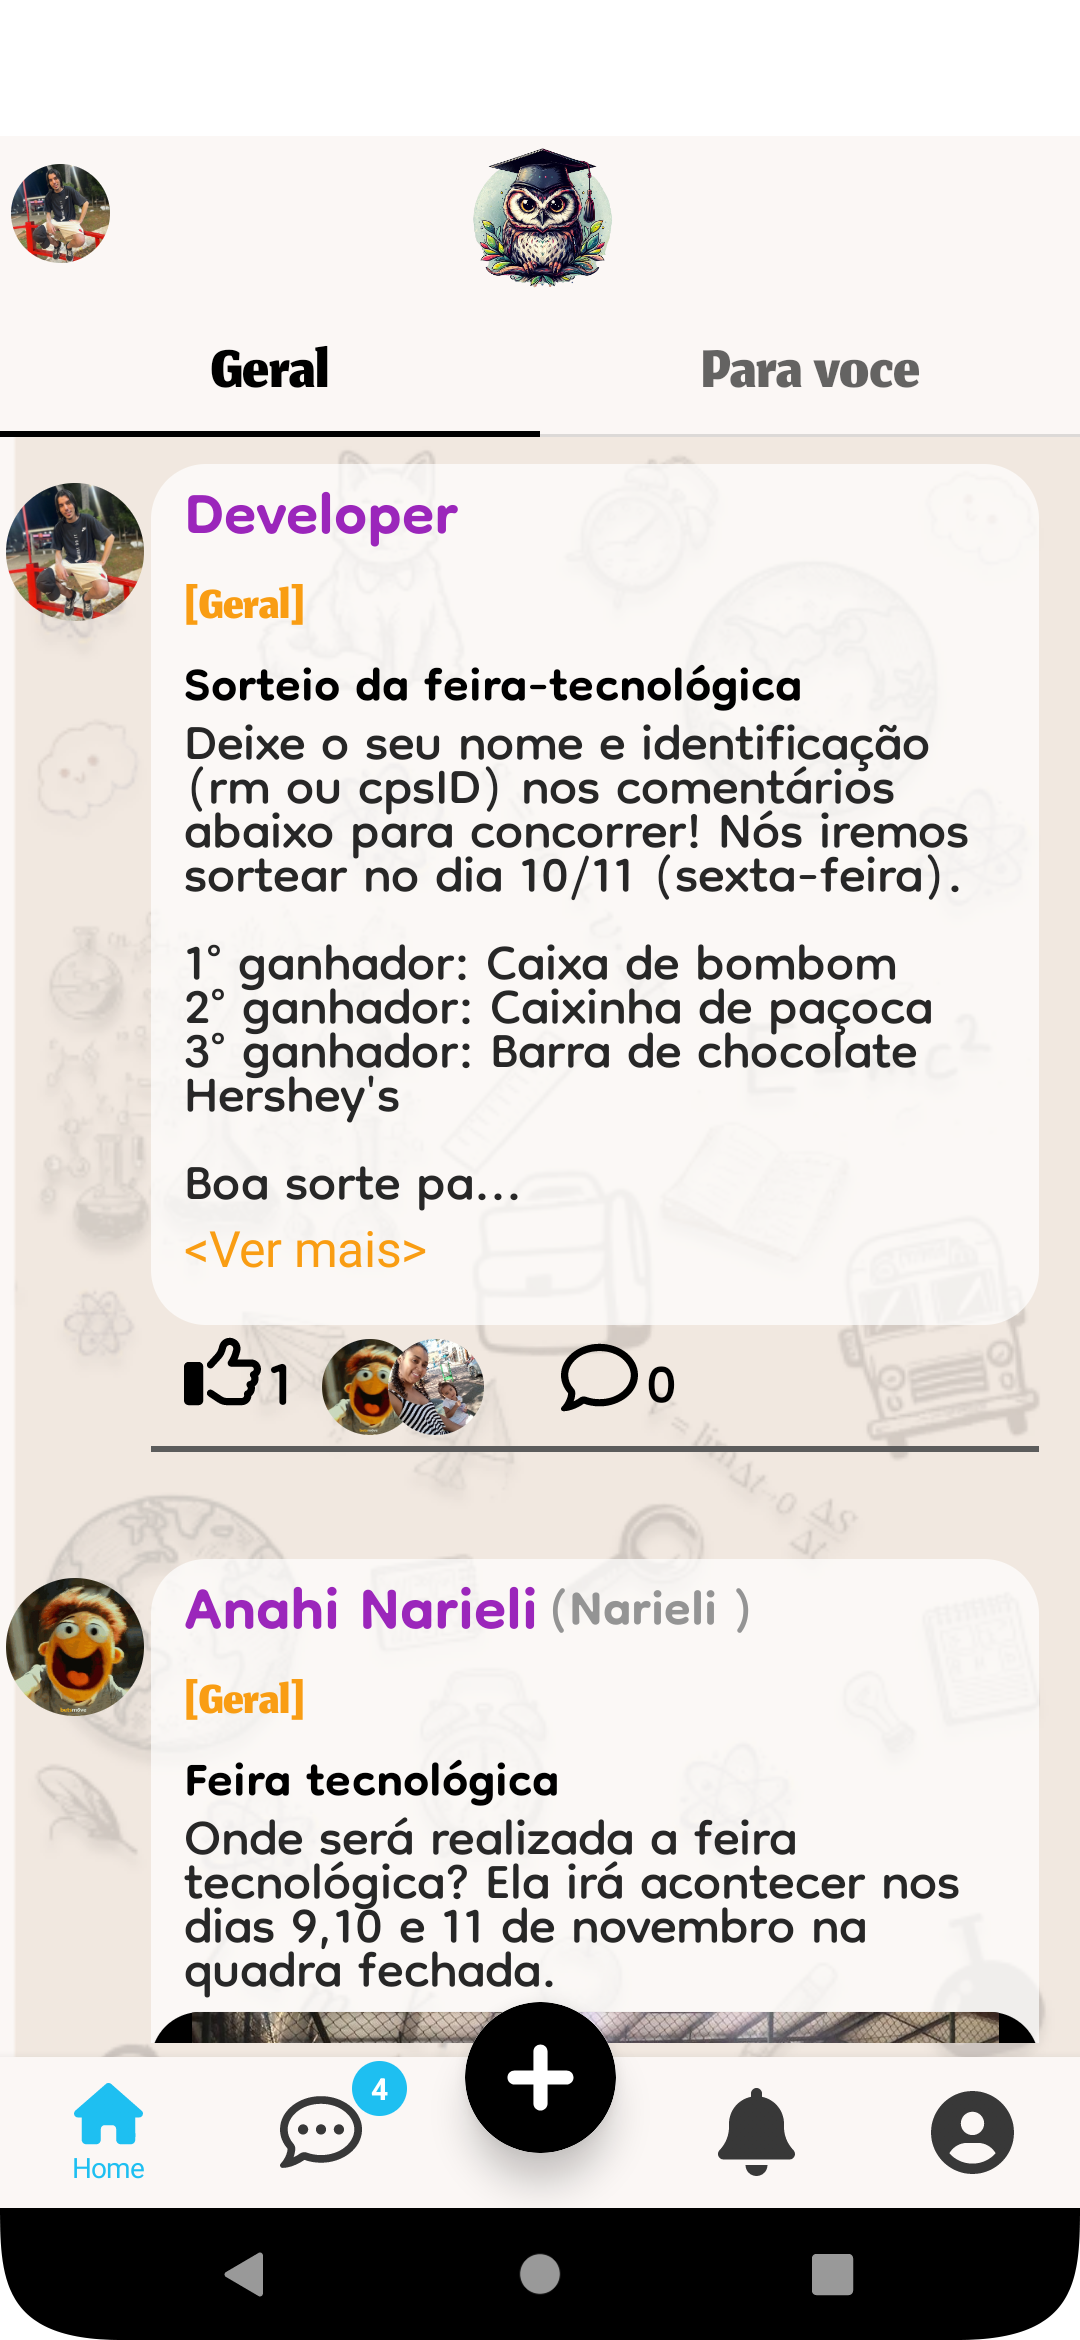 Geral
Para voce
Developer
[Geral]
Sorteio da feira-tecnológica
Deixe o seu nome e identificação
(rm ou cpsID) nos comentários
abaixo para concorrer! Nós iremos
sortear no dia 10/11 (sexta-feira).
1° ganhador: Caixa de bombom
2° ganhador: Caixinha de paçoca
3° ganhador: Barra de chocolate
Hershey's
Boa sorte pa...
<Ver mais>
1
0
Anahi Narieli (Narieli )
[Geral]
Feira tecnológica
Onde será realizada a feira
tecnológica? Ela irá acontecer nos
dias 9,10 e 11 de novembro na
quadra fechada.
4
Home